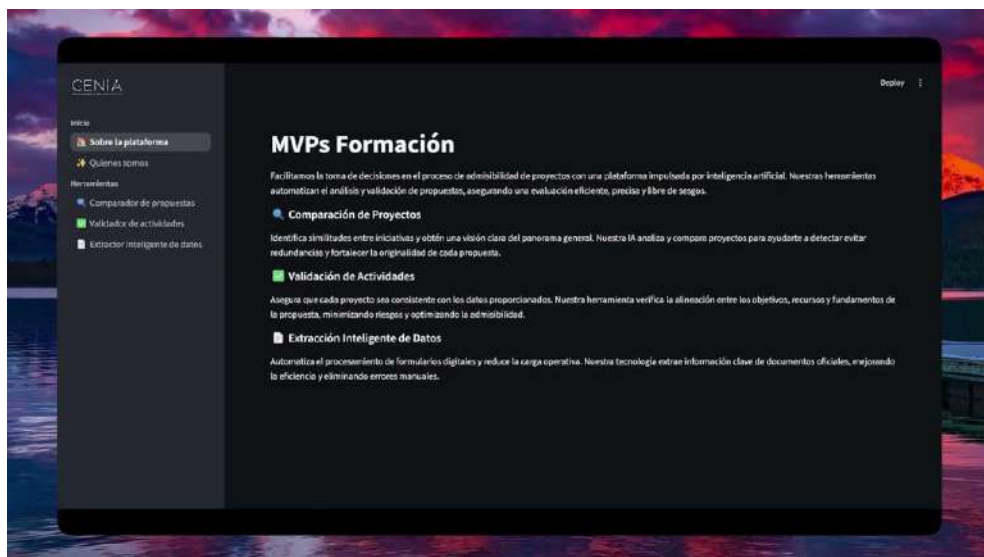 CENIA
Deploy
Inicio
Sobre la plataforma
Quienes somos
Herramientas
Comparador de propuestas
Validador de actividades
Extractor inteligente de datos
MVPs Formación
Facilitamos la toma de decisiones en el proceso de admisibilidad de proyectos con una plataforma impulsada por inteligencia artificial. Nuestras herramientas
automatizan el análisis y validación de propuestas, asegurando una evaluación eficiente, precisa y libre de sesgos.
Comparación de Proyectos
Identifica similitudes entre iniciativas y obtén una visión clara del panorama general. Nuestra IA analiza y compara proyectos para ayudarte a detectar evitar
redundancias y fortalecer la originalidad de cada propuesta.
Validación de Actividades
Asegura que cada proyecto sea consistente con los datos proporcionados. Nuestra herramienta verifica la alineación entre los objetivos, recursos y fundamentos de
la propuesta, minimizando riesgos y optimizando la admisibilidad.
Extracción Inteligente de Datos
Automatiza el procesamiento de formularios digitales y reduce la carga operativa. Nuestra tecnología extrae información clave de documentos oficiales, mejorando
la eficiencia y eliminando errores manuales.